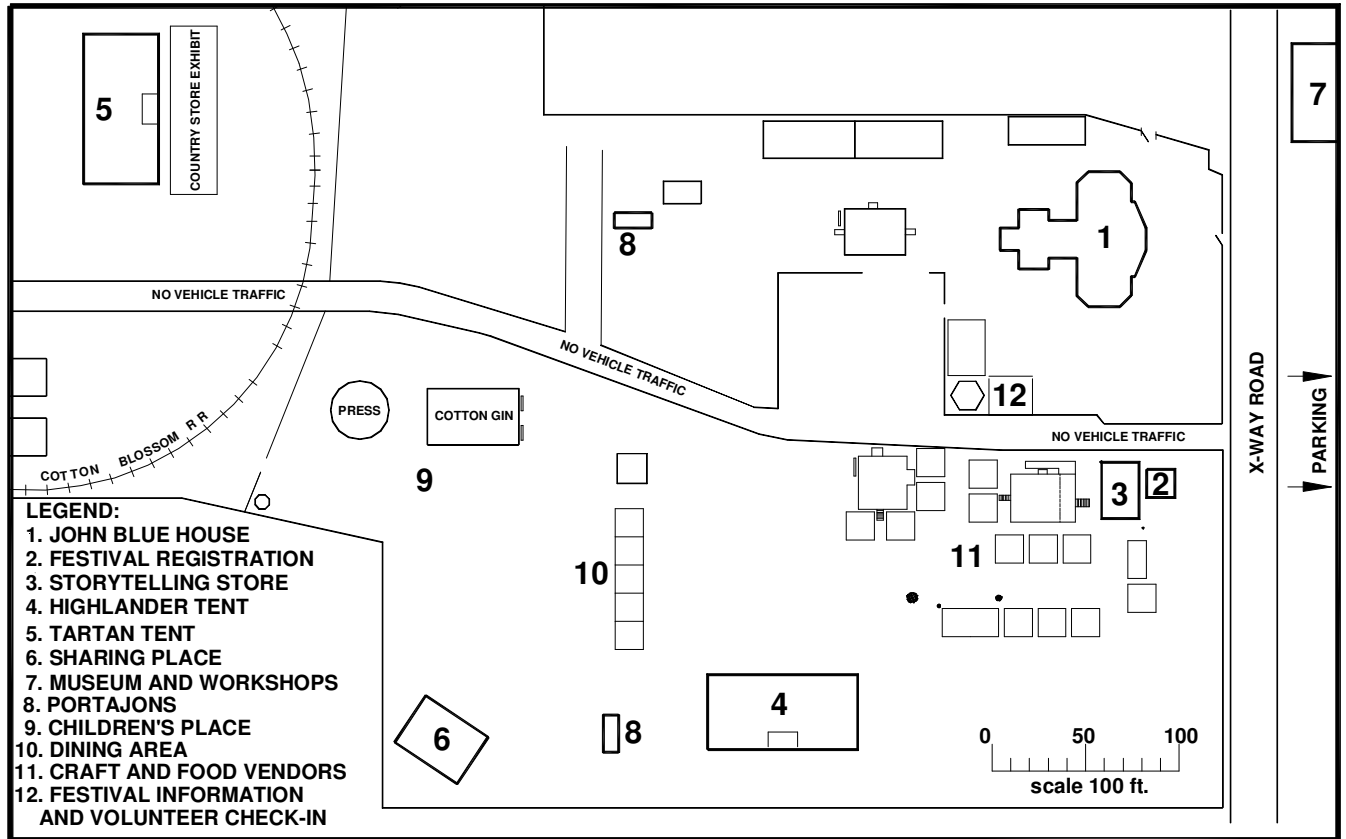 5
COUNTRY STORE EXHIBIT
7
8
1
NO VEHICLE TRAFFIC
NO VEHICLE TRAFFIC
12
X-WAY ROAD
PARKING
PRESS
COTTON GIN
NO VEHICLE TRAFFIC
COTTON BLOSSOM R R
9
3
2
10
11
LEGEND:
1. JOHN BLUE HOUSE
2. FESTIVAL REGISTRATION
3. STORYTELLING STORE
4. HIGHLANDER TENT
5. TARTAN TENT
6. SHARING PLACE
7. MUSEUM AND WORKSHOPS
8. PORTAJONS
9. CHILDREN'S PLACE
10. DINING AREA
11. CRAFT AND FOOD VENDORS
12. FESTIVAL INFORMATION
AND VOLUNTEER CHECK-IN
6
8
4
0 50 100
scale 100 ft.